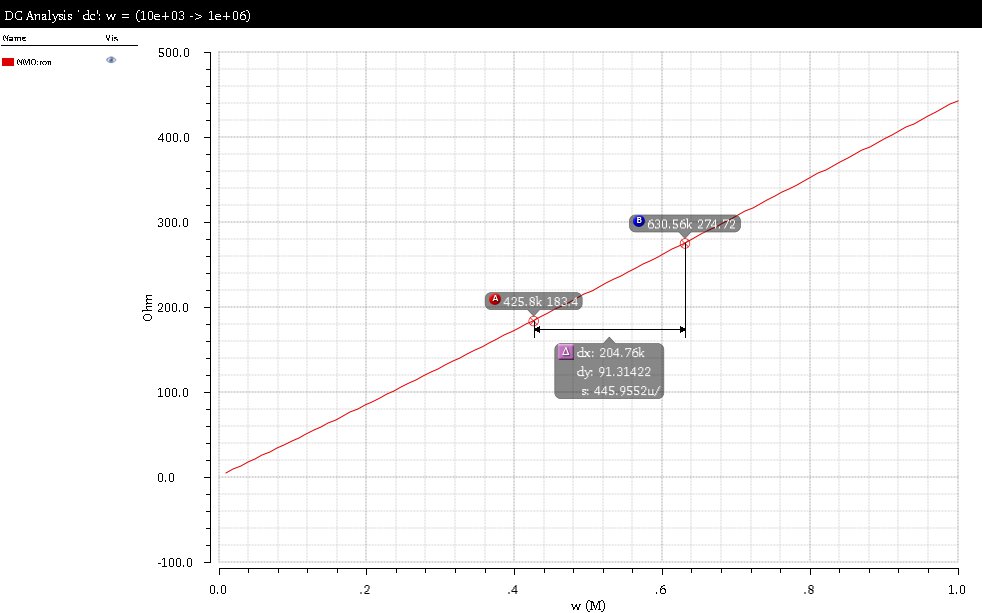 DC Analysis `dc': w = (10e+03 -> 1e+06)
Name Vis
NM0:ron
500.0
400.0
300.0
200.0
100.0
0.0
-100.0
Ohm
B 630.56k 274.72
A 425.8k 183.4
Δ dx: 204.76k
dy: 91.31422
s: 445.9552u/
0.0 .2 .4 .6 .8 1.0
w (M)